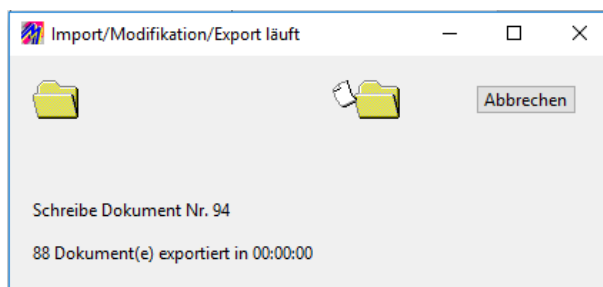 Import/Modifikation/Export läuft
Abbrechen
Schreibe Dokument Nr. 94
88 Dokument(e) exportiert in 00:00:00